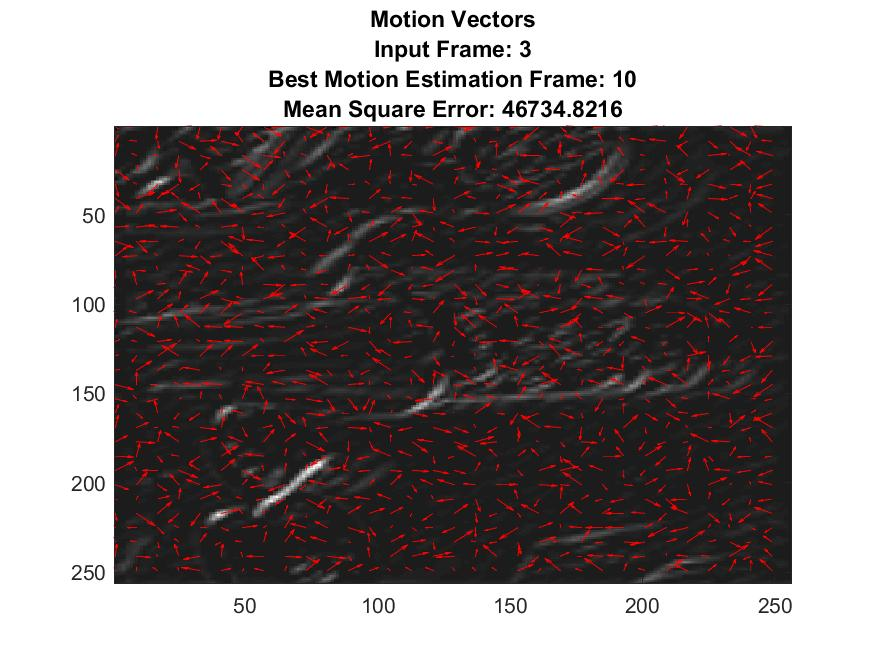 Motion Vectors
Input Frame: 3
Best Motion Estimation Frame: 10
Mean Square Error: 46734.8216
50
100
150
200
250
50 100 150 200 250